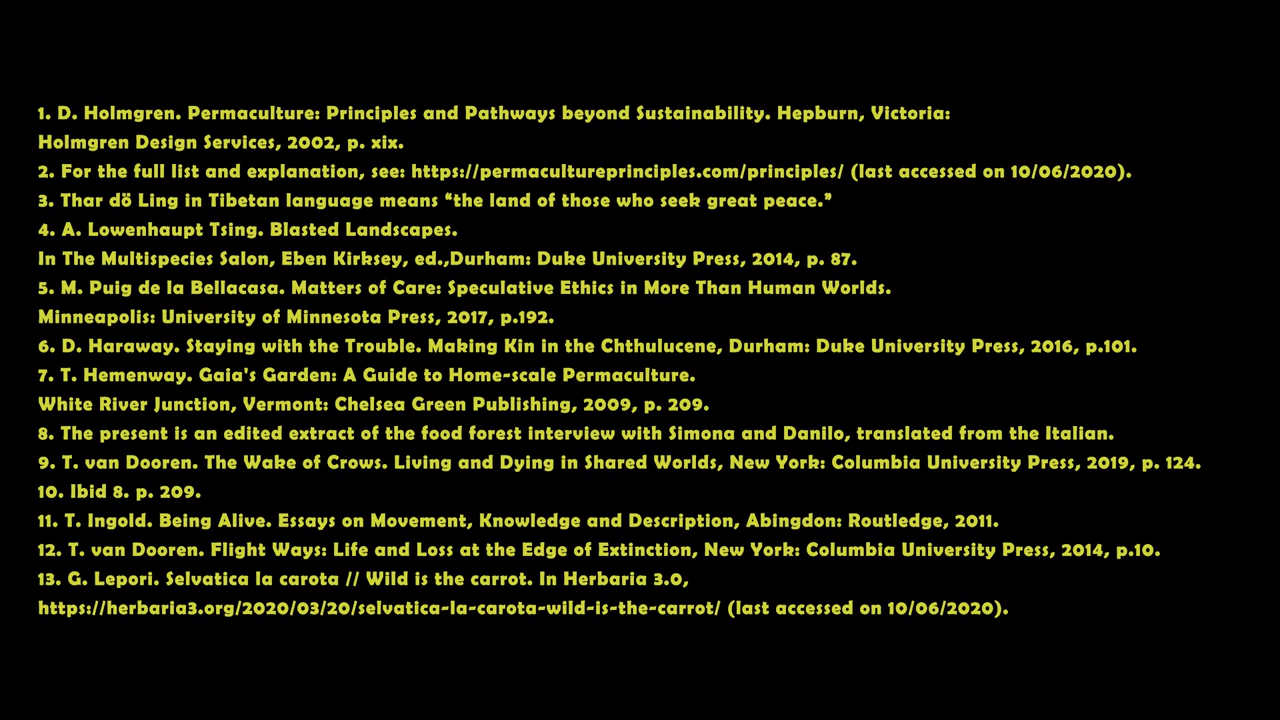 1. D. Holmgren. Permaculture: Principles and Pathways beyond Sustainability. Hepburn, Victoria:
Holmgren Design Services, 2002, p. xix.
2. For the full list and explanation, see: https://permacultureprinciples.com/principles/ (last accessed on 10/06/2020).
3. Thar dö Ling in Tibetan language means “the land of those who seek great peace.”
4. A. Lowenhaupt Tsing. Blasted Landscapes.
In The Multispecies Salon, Eben Kirksey, ed.,Durham: Duke University Press, 2014, p. 87.
5. M. Puig de la Bellacasa. Matters of Care: Speculative Ethics in More Than Human Worlds.
Minneapolis: University of Minnesota Press, 2017, p.192.
6. D. Haraway. Staying with the Trouble. Making Kin in the Chthulucene, Durham: Duke University Press, 2016, p.101.
7. T. Hemenway. Gaia's Garden: A Guide to Home-scale Permaculture.
White River Junction, Vermont: Chelsea Green Publishing, 2009, p. 209.
8. The present is an edited extract of the food forest interview with Simona and Danilo, translated from the Italian.
9. T. van Dooren. The Wake of Crows. Living and Dying in Shared Worlds, New York: Columbia University Press, 2019, p. 124.
10. Ibid 8. p. 209.
11. T. Ingold. Being Alive. Essays on Movement, Knowledge and Description, Abingdon: Routledge, 2011.
12. T. van Dooren. Flight Ways: Life and Loss at the Edge of Extinction, New York: Columbia University Press, 2014, p.10.
13. G. Lepori. Selvatica la carota // Wild is the carrot. In Herbaria 3.0,
https://herbaria3.org/2020/03/20/selvatica-la-carota-wild-is-the-carrot/ (last accessed on 10/06/2020).